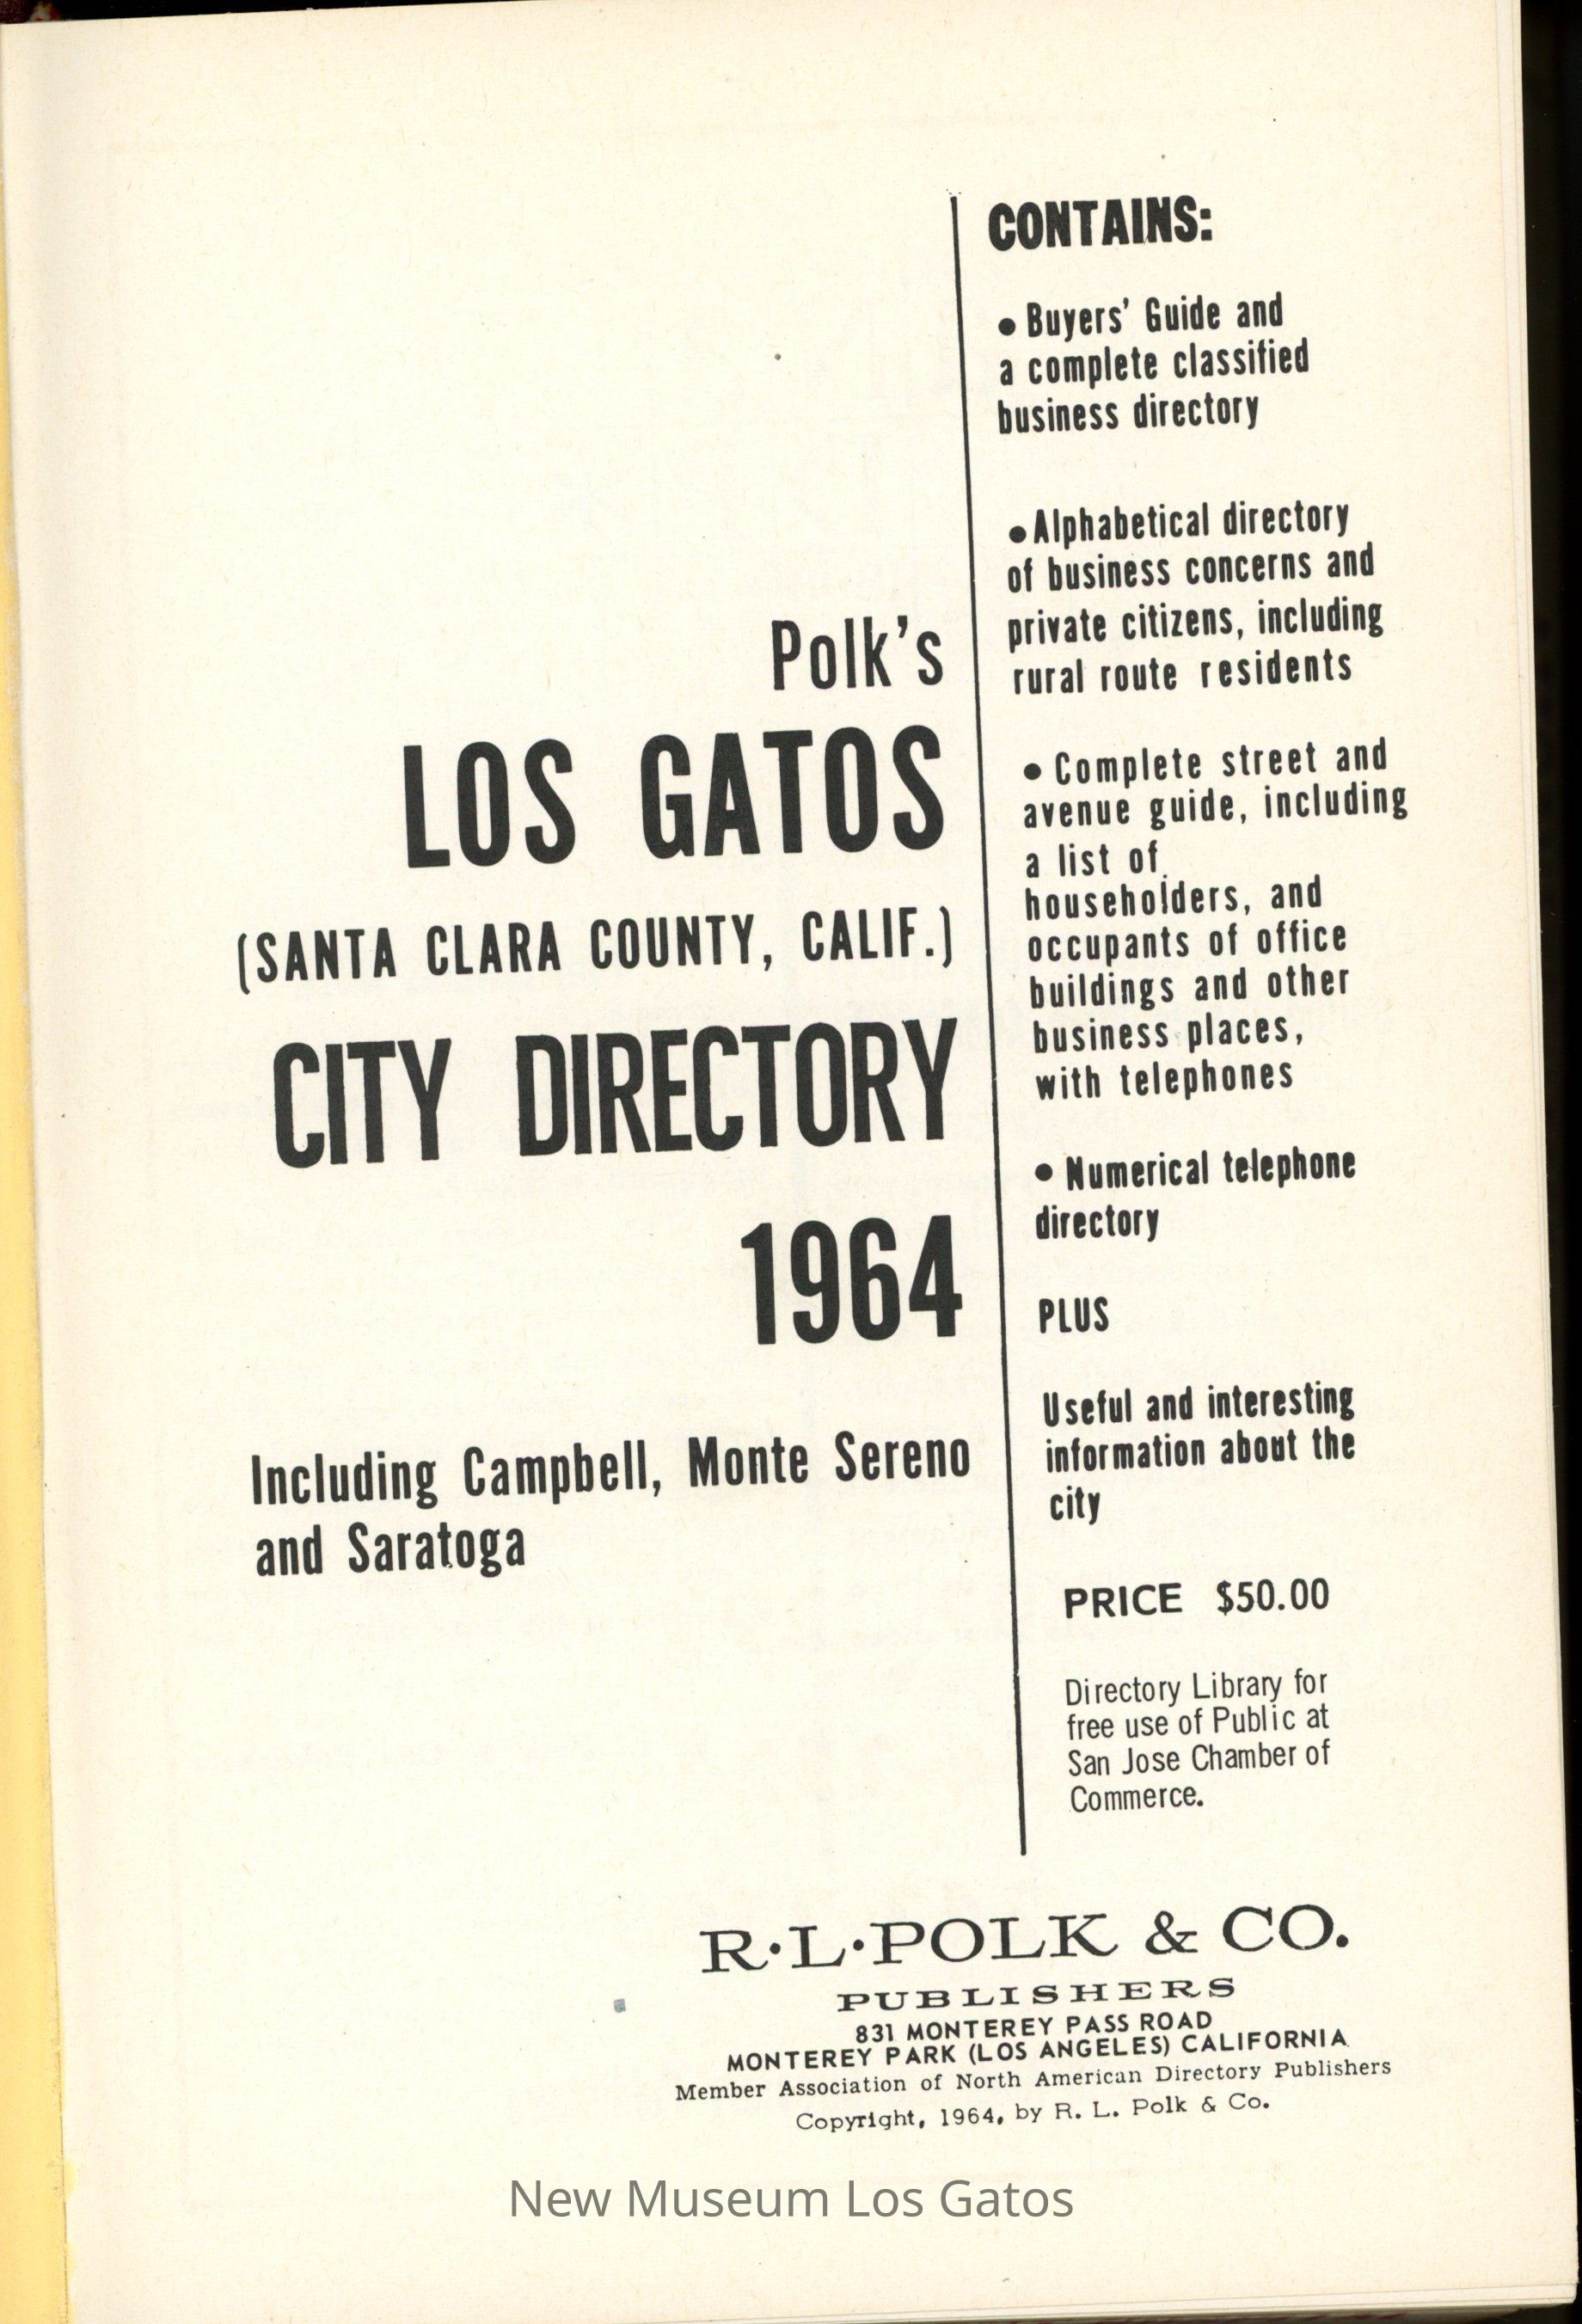 Polk's
LOS GATOS
(SANTA CLARA COUNTY, CALIF.)
CITY DIRECTORY
1964
Including Campbell, Monte Sereno
and Saratoga
CONTAINS:
• Buyers' Guide and
a complete classified
business directory
• Alphabetical directory
of business concerns and
private citizens, including
rural route residents
• Complete street and
avenue guide, including
a list of
householders, and
occupants of office
buildings and other
business places,
with telephones
• Numerical telephone
directory
PLUS
Useful and interesting
information about the
city
PRICE $50.00
Directory Library for
free use of Public at
San Jose Chamber of
Commerce.
R·L·POLK & CO.
PUBLISHERS
831 MONTEREY PASS ROAD
MONTEREY PARK (LOS ANGELES) CALIFORNIA
Member Association of North American Directory Publishers
Copyright, 1964, by R. L. Polk & Co.
New Museum Los Gatos